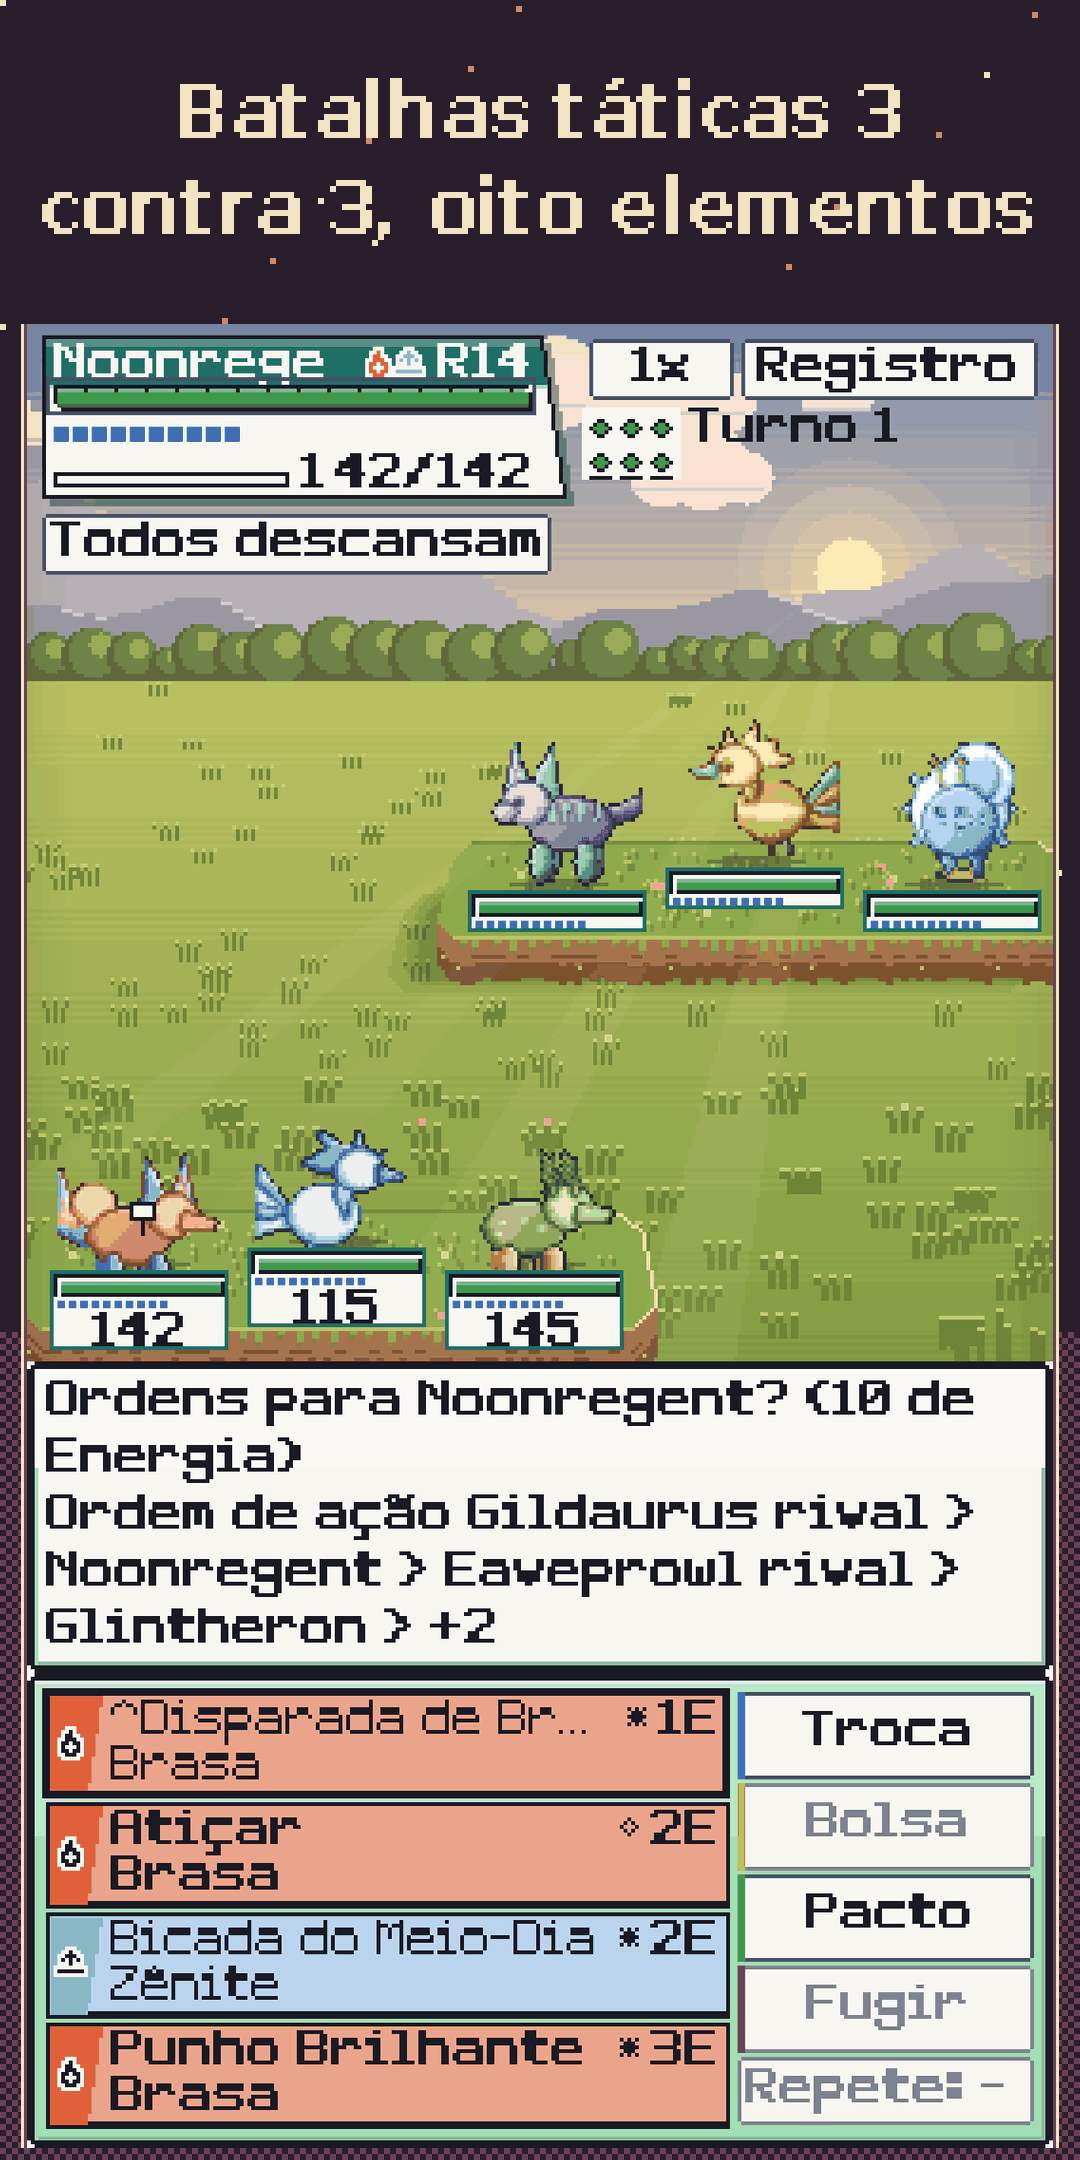 Batalhas táticas 3
contra 3, oito elementos
Noonrege R14
1x
Registro
Turno 1
142/142
Todos descansam
142
115
145
Ordens para Noonregent? (10 de
Energia)
Ordem de ação Gildaurus rival >
Noonregent > Eaveprowl rival >
Glintheron > +2
^Disparada de Br... *1E
Brasa
Atiçar ◇2E
Brasa
Bicada do Meio-Dia *2E
Zênite
Punho Brilhante *3E
Brasa
Troca
Bolsa
Pacto
Fugir
Repete: -